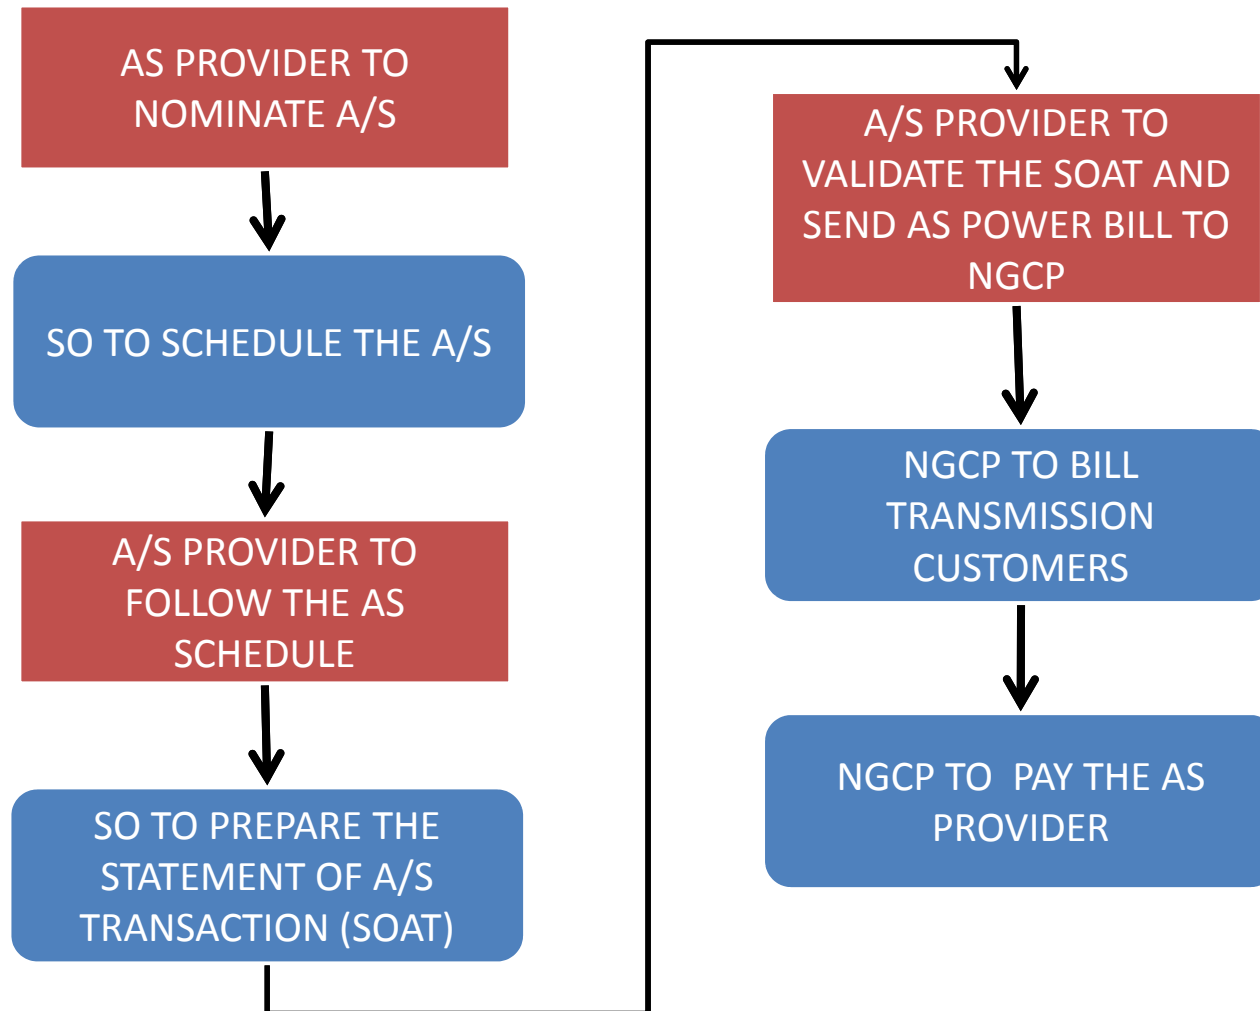 AS PROVIDER TO
NOMINATE A/S
SO TO SCHEDULE THE A/S
A/S PROVIDER TO
FOLLOW THE AS
SCHEDULE
SO TO PREPARE THE
STATEMENT OF A/S
TRANSACTION (SOAT)
A/S PROVIDER TO
VALIDATE THE SOAT AND
SEND AS POWER BILL TO
NGCP
NGCP TO BILL
TRANSMISSION
CUSTOMERS
NGCP TO  PAY THE AS
PROVIDER